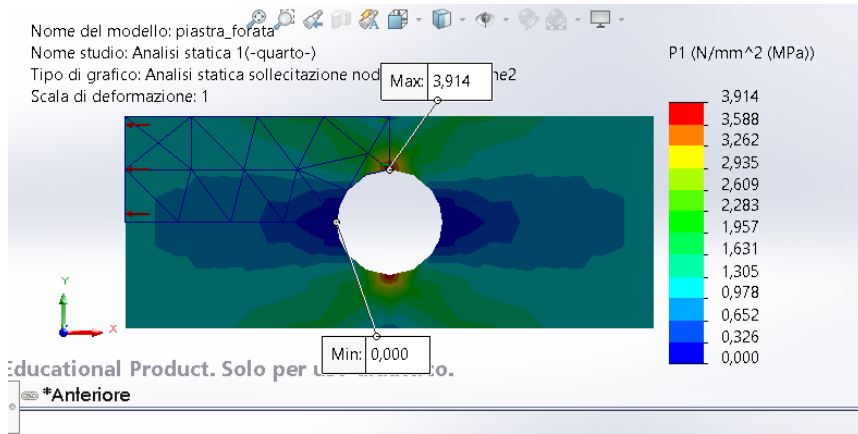 Nome del modello: piastra_forata
Nome studio: Analisi statica 1(-quarto-)
Tipo di grafico: Analisi statica sollecitazione nod
Scala di deformazione: 1
Max: 3,914
P1 (N/mm^2 (MPa))
3,914
3,588
3,262
2,935
2,609
2,283
1,957
1,631
1,305
0,978
0,652
0,326
0,000
Y
X
Min: 0,000
Educational Product. Solo per
*Anteriore